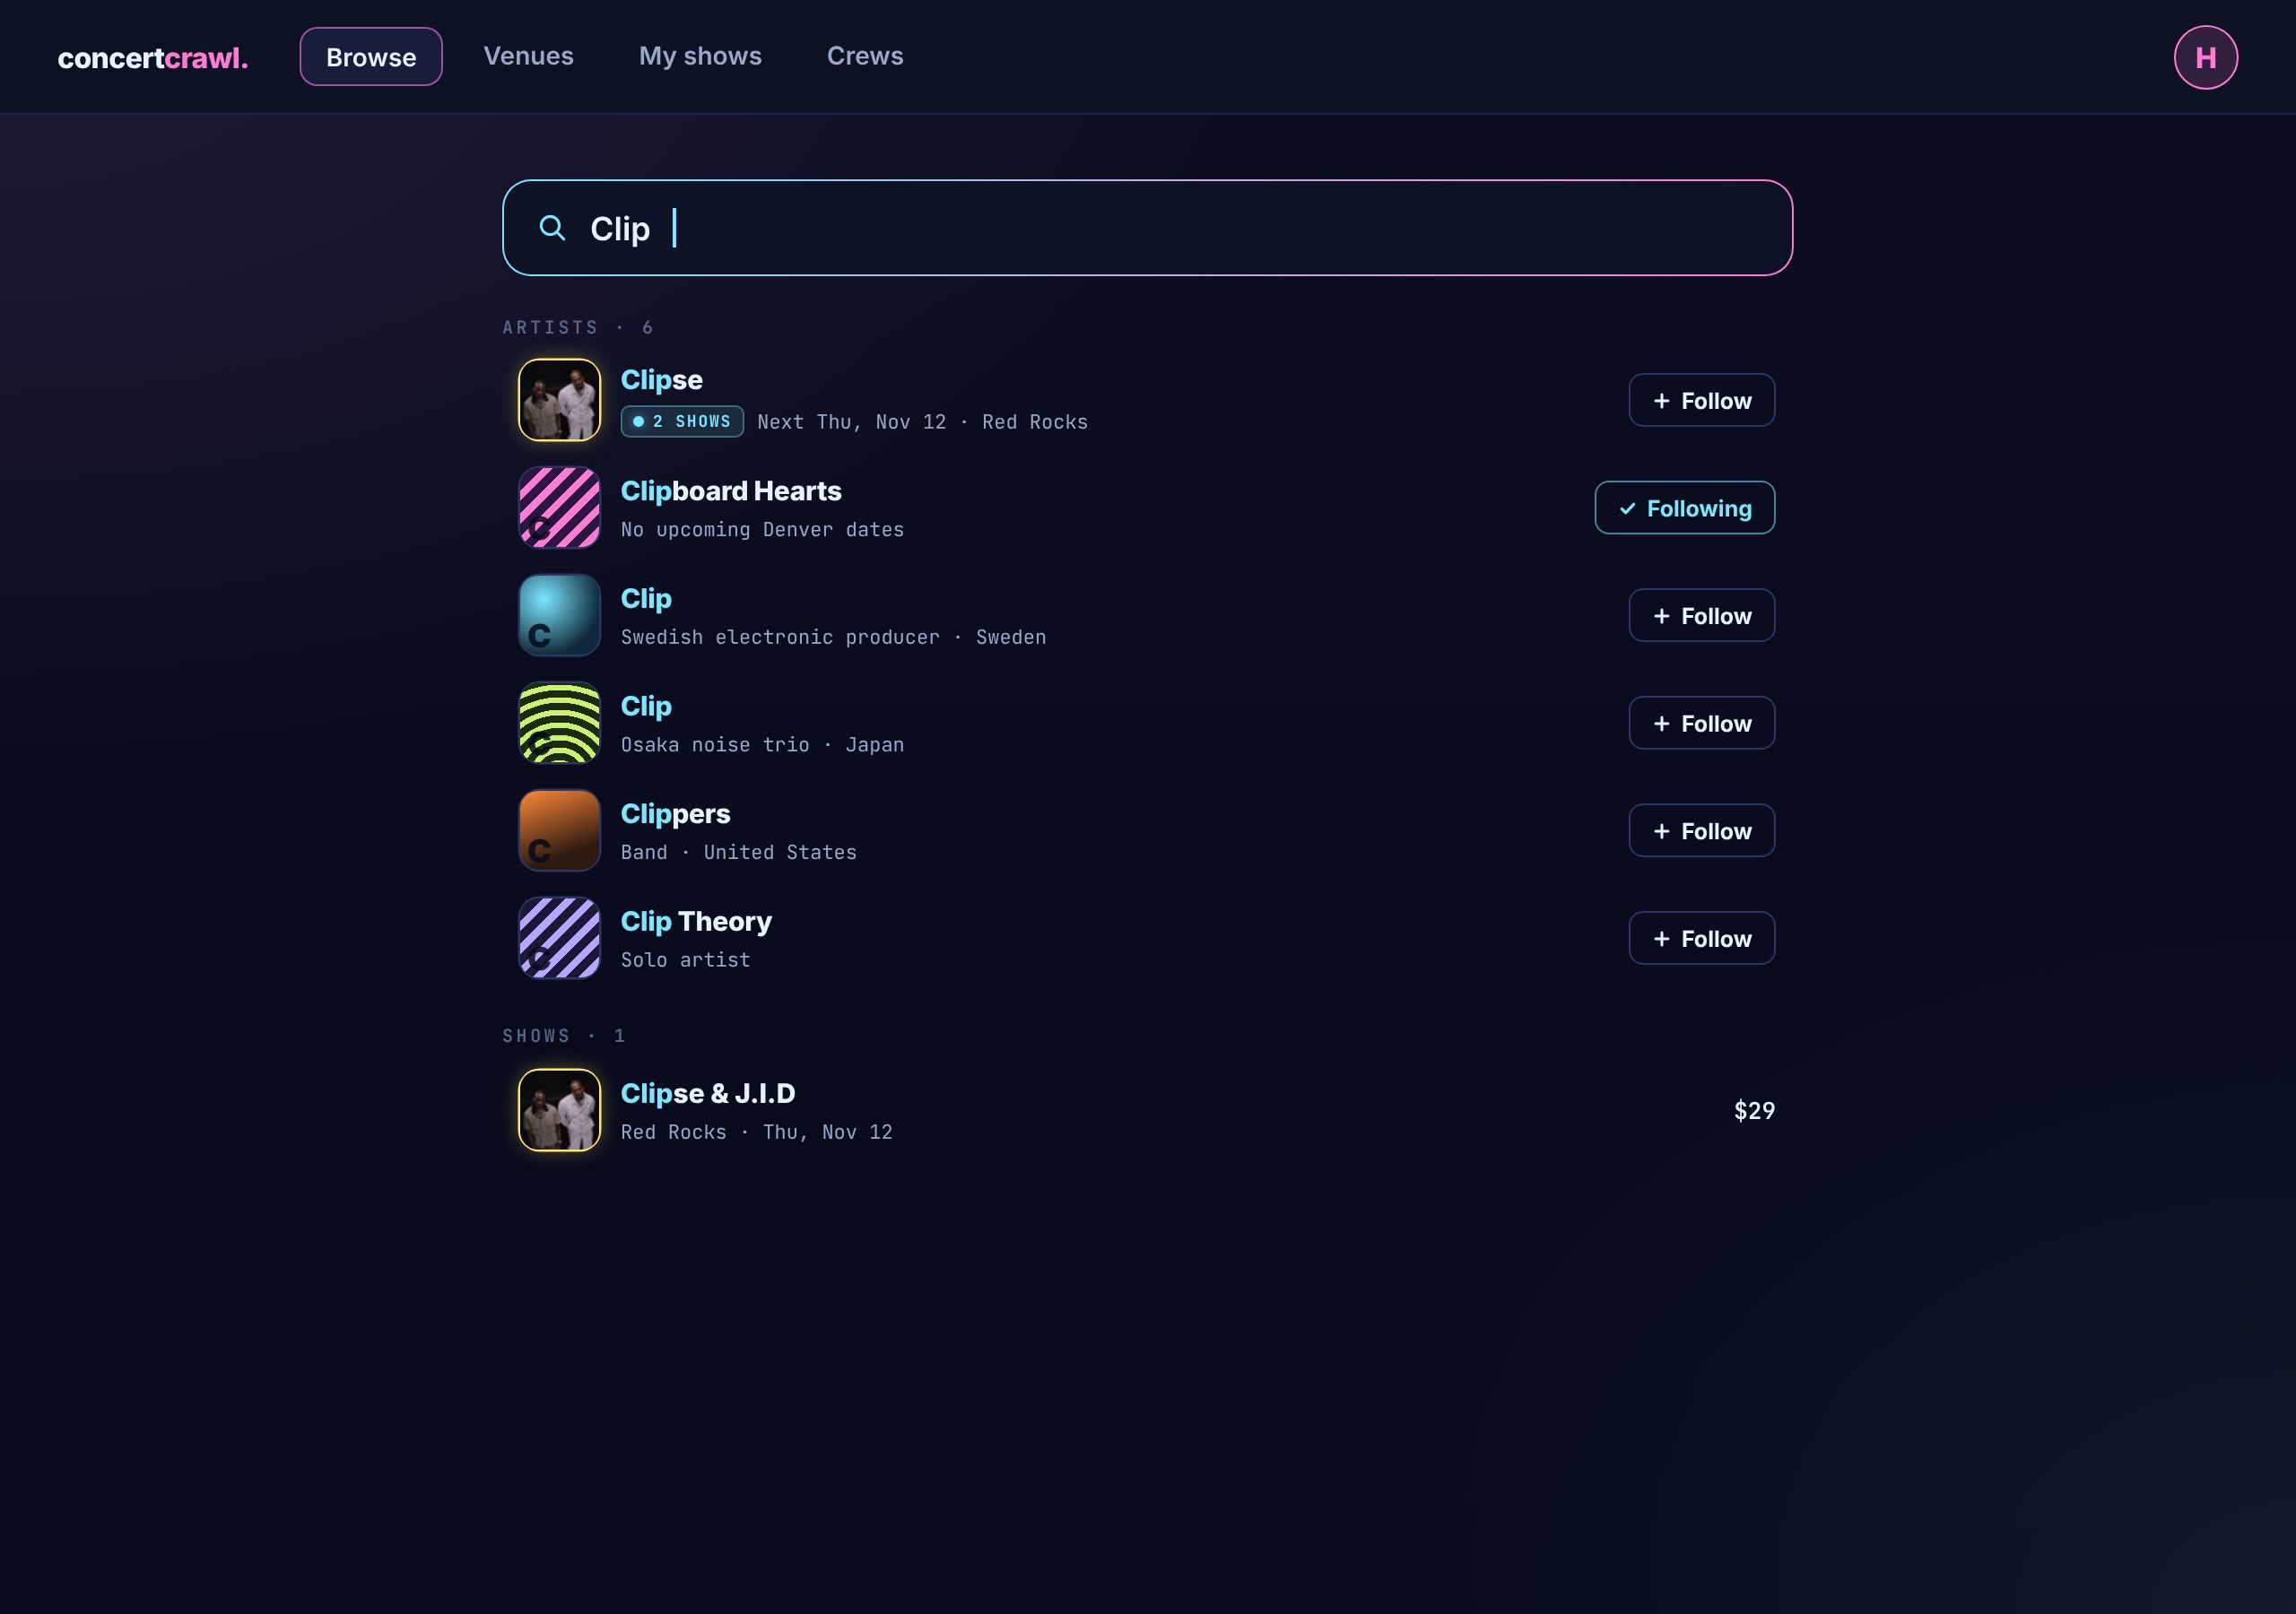 concertcrawl. Browse Venues My shows Crews H
Clip
ARTISTS · 6
Clipse
2 SHOWS Next Thu, Nov 12 · Red Rocks
+ Follow
C
Clipboard Hearts
No upcoming Denver dates
Following
C
Clip
Swedish electronic producer · Sweden
+ Follow
C
Clip
Osaka noise trio · Japan
+ Follow
C
Clippers
Band · United States
+ Follow
C
Clip Theory
Solo artist
+ Follow
SHOWS · 1
Clipse & J.I.D
Red Rocks · Thu, Nov 12
$29